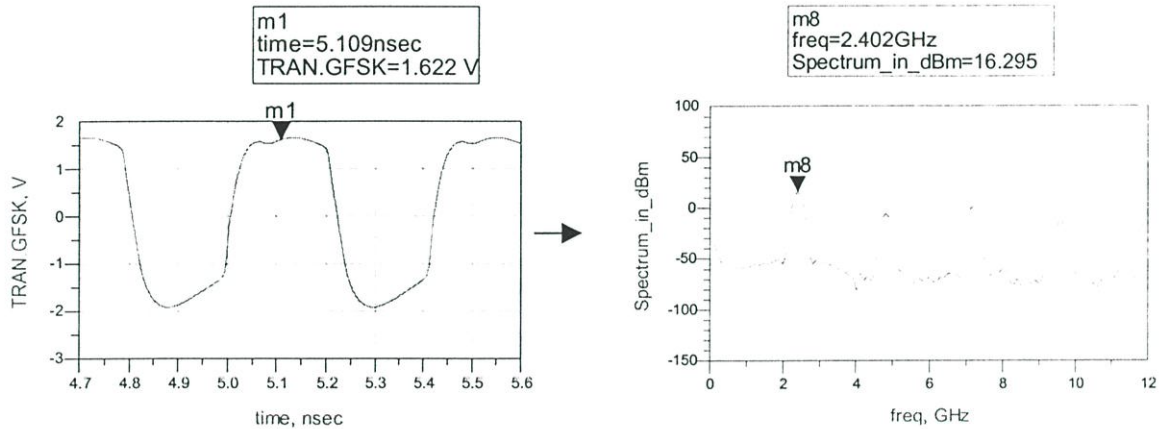 m1
time=5.109nsec
TRAN.GFSK=1.622 V
m1
2
1
0
-1
-2
-3
TRAN GFSK, V
4.7 4.8 4.9 5.0 5.1 5.2 5.3 5.4 5.5 5.6
time, nsec
m8
freq=2.402GHz
Spectrum_in_dBm=16.295
m8
100
50
0
-50
-100
-150
Spectrum_in_dBm
0 2 4 6 8 10 12
freq, GHz